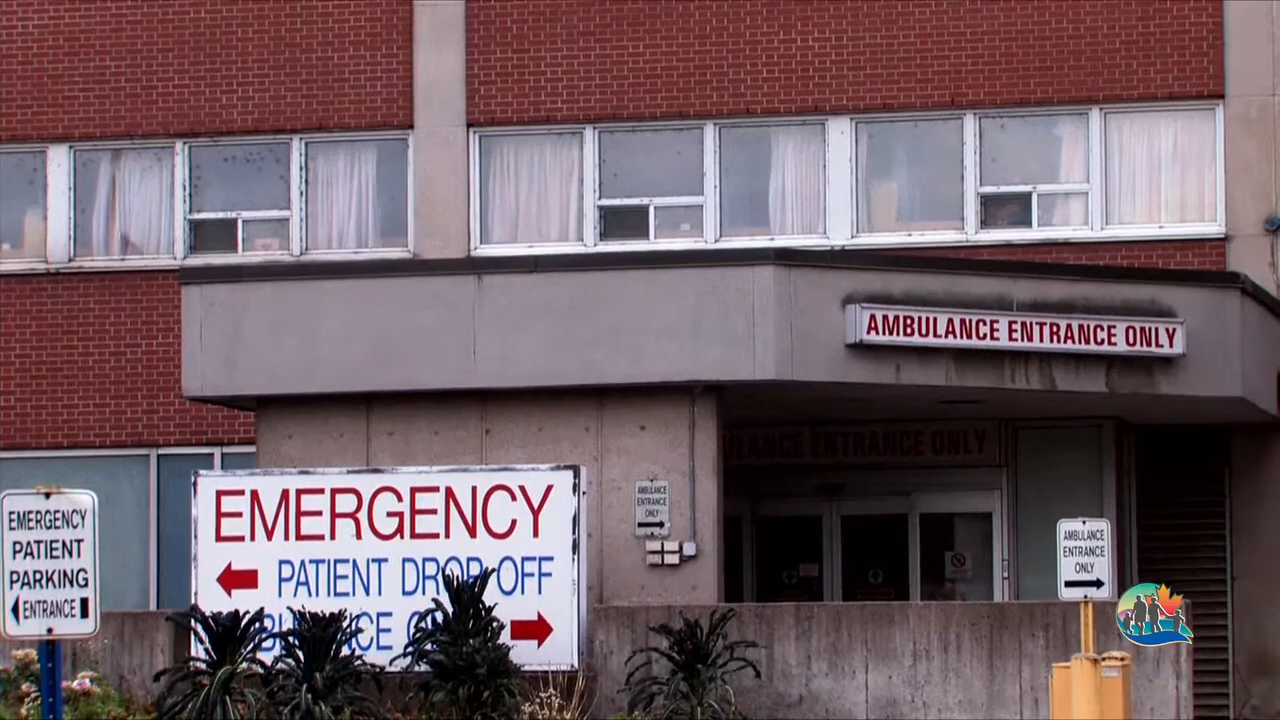 AMBULANCE ENTRANCE ONLY
AMBULANCE ENTRANCE ONLY
EMERGENCY
PATIENT DROP OFF
AMBULANCE
ENTRANCE
ONLY
EMERGENCY
PATIENT
PARKING
ENTRANCE
AMBULANCE
ENTRANCE
ONLY